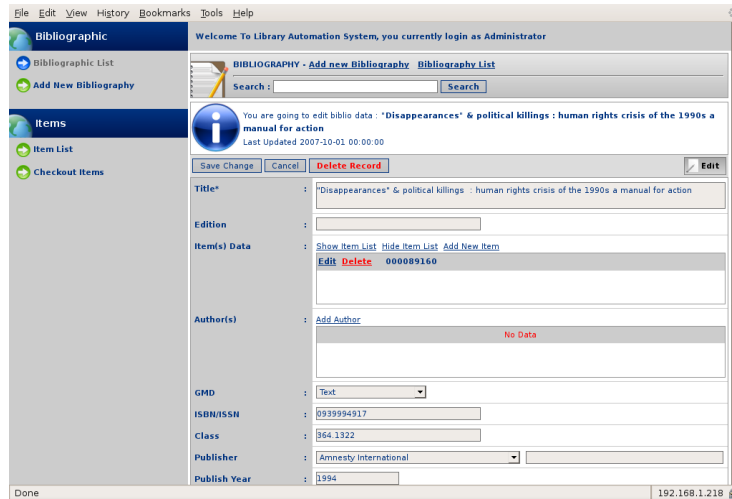 File Edit View History Bookmarks Tools Help
Bibliographic
Bibliographic List
Add New Bibliography
Items
Item List
Checkout Items
Welcome To Library Automation System, you currently login as Administrator
BIBLIOGRAPHY - Add new Bibliography Bibliography List
Search : Search
You are going to edit biblio data : "Disappearances" & political killings : human rights crisis of the 1990s a
manual for action
Last Updated 2007-10-01 00:00:00
Save Change Cancel Delete Record Edit
Title* : "Disappearances" & political killings : human rights crisis of the 1990s a manual for action
Edition :
Item(s) Data : Show Item List Hide Item List Add New Item
Edit Delete 000089160
Author(s) : Add Author
No Data
GMD : Text
ISBN/ISSN : 0939994917
Class : 364.1322
Publisher : Amnesty International
Publish Year : 1994
Done 192.168.1.218